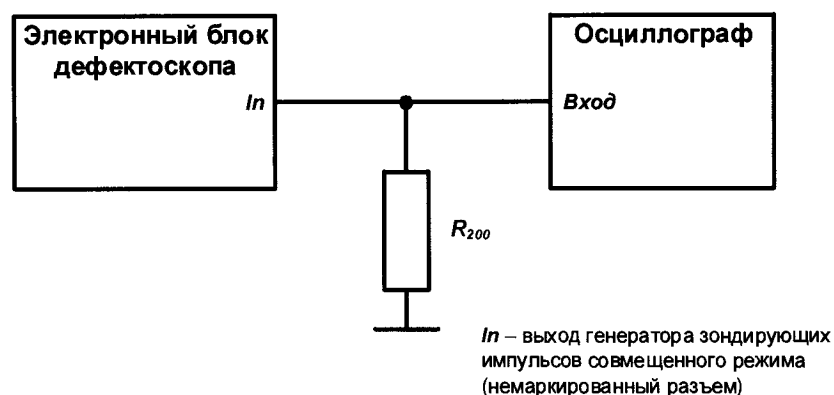 Электронный блок
дефектоскопа
In
Осциллограф
Вход
R200
In – выход генератора зондирующих
импульсов совмещенного режима
(немаркированный разъем)